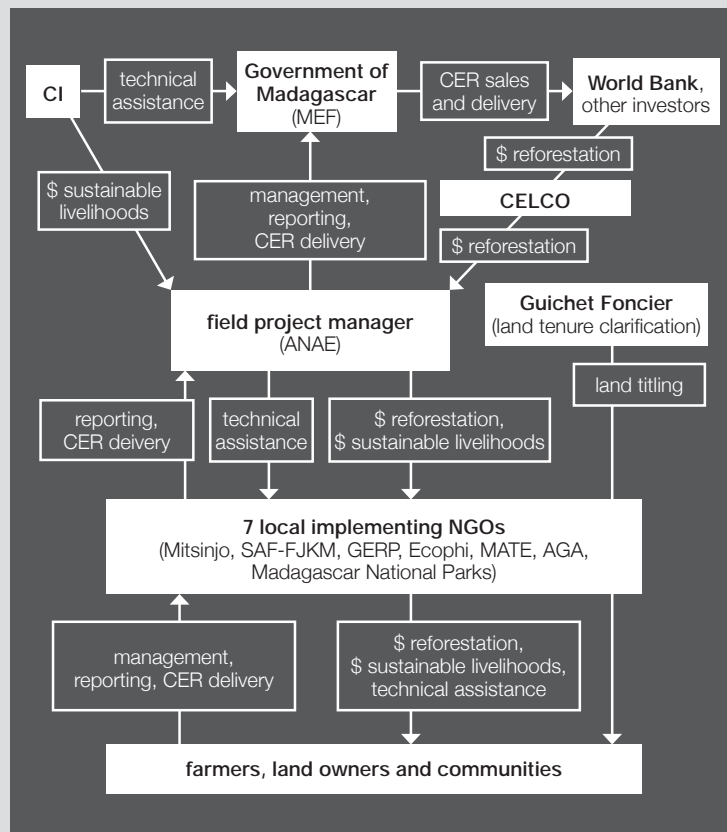 CI
technical
assistance
Government of
Madagascar
(MEF)
CER sales
and delivery
World Bank,
other investors
$ reforestation
$ sustainable
livelihoods
management,
reporting,
CER delivery
CELCO
$ reforestation
field project manager
(ANAE)
Guichet Foncier
(land tenure clarification)
land titling
reporting,
CER deivery
technical
assistance
$ reforestation,
$ sustainable livelihoods
7 local implementing NGOs
(Mitsinjo, SAF-FJKM, GERP, Ecophi, MATE, AGA,
Madagascar National Parks)
management,
reporting, CER delivery
$ reforestation,
$ sustainable livelihoods,
technical assistance
farmers, land owners and communities